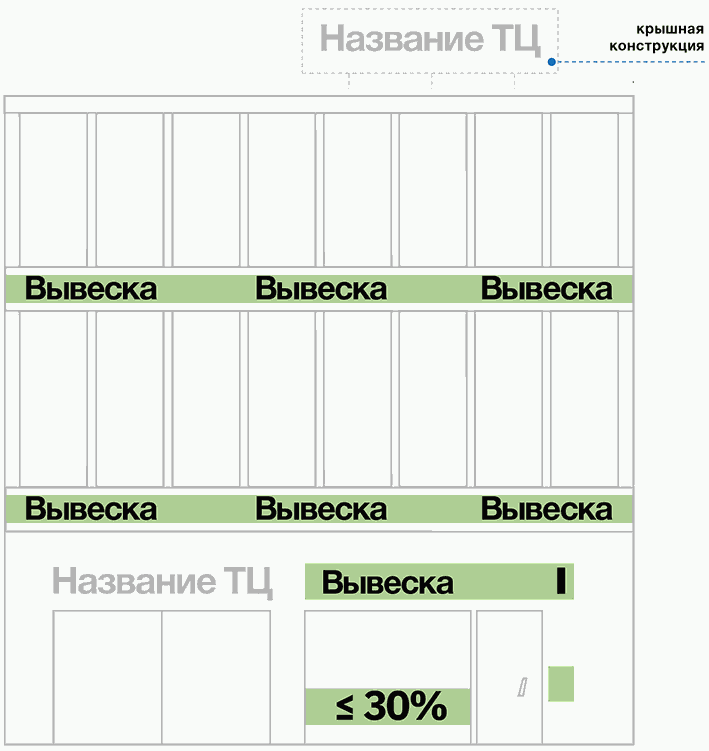 Название ТЦ
крышная
конструкция
Вывеска Вывеска Вывеска
Вывеска Вывеска Вывеска
Название ТЦ Вывеска
≤ 30%